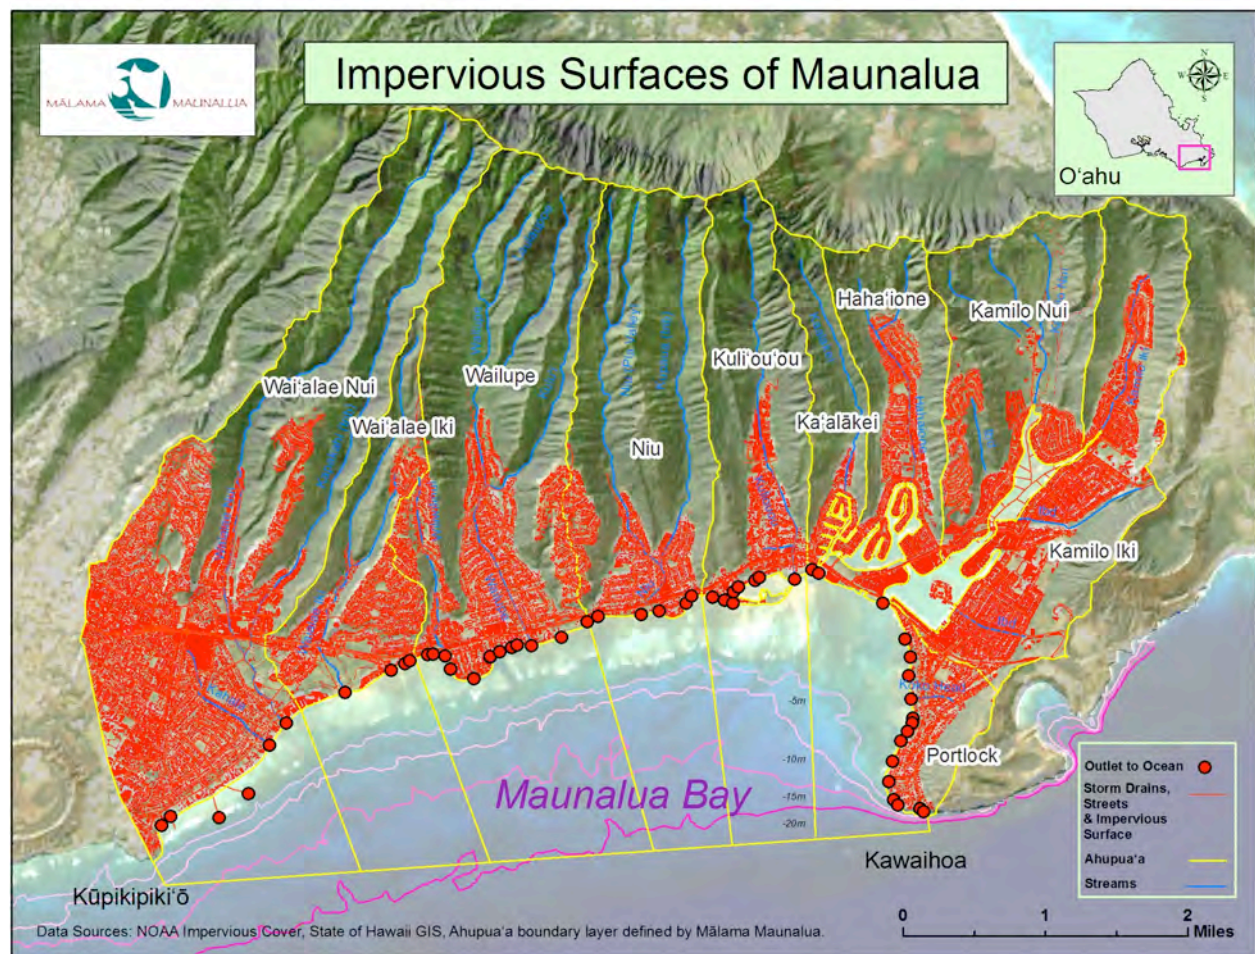 Impervious Surfaces of Maunalua
MĀLAMA MAUNALUA
N
W E
S
O‘ahu
Haha‘ione
Kamilo Nui
Kuli‘ou‘ou
Wai‘alae Nui
Wailupe
Ka‘alākei
Wai‘alae Iki
Niu
Kamilo Iki
Portlock
-5m
-10m
-15m
-20m
Maunalua Bay
Kawaihoa
Kūpikipiki‘ō
Outlet to Ocean
Storm Drains,
Streets
& Impervious
Surface
Ahupua‘a
Streams
0 1 2
Miles
Data Sources: NOAA Impervious Cover, State of Hawaii GIS, Ahupua‘a boundary layer defined by Mālama Maunalua.